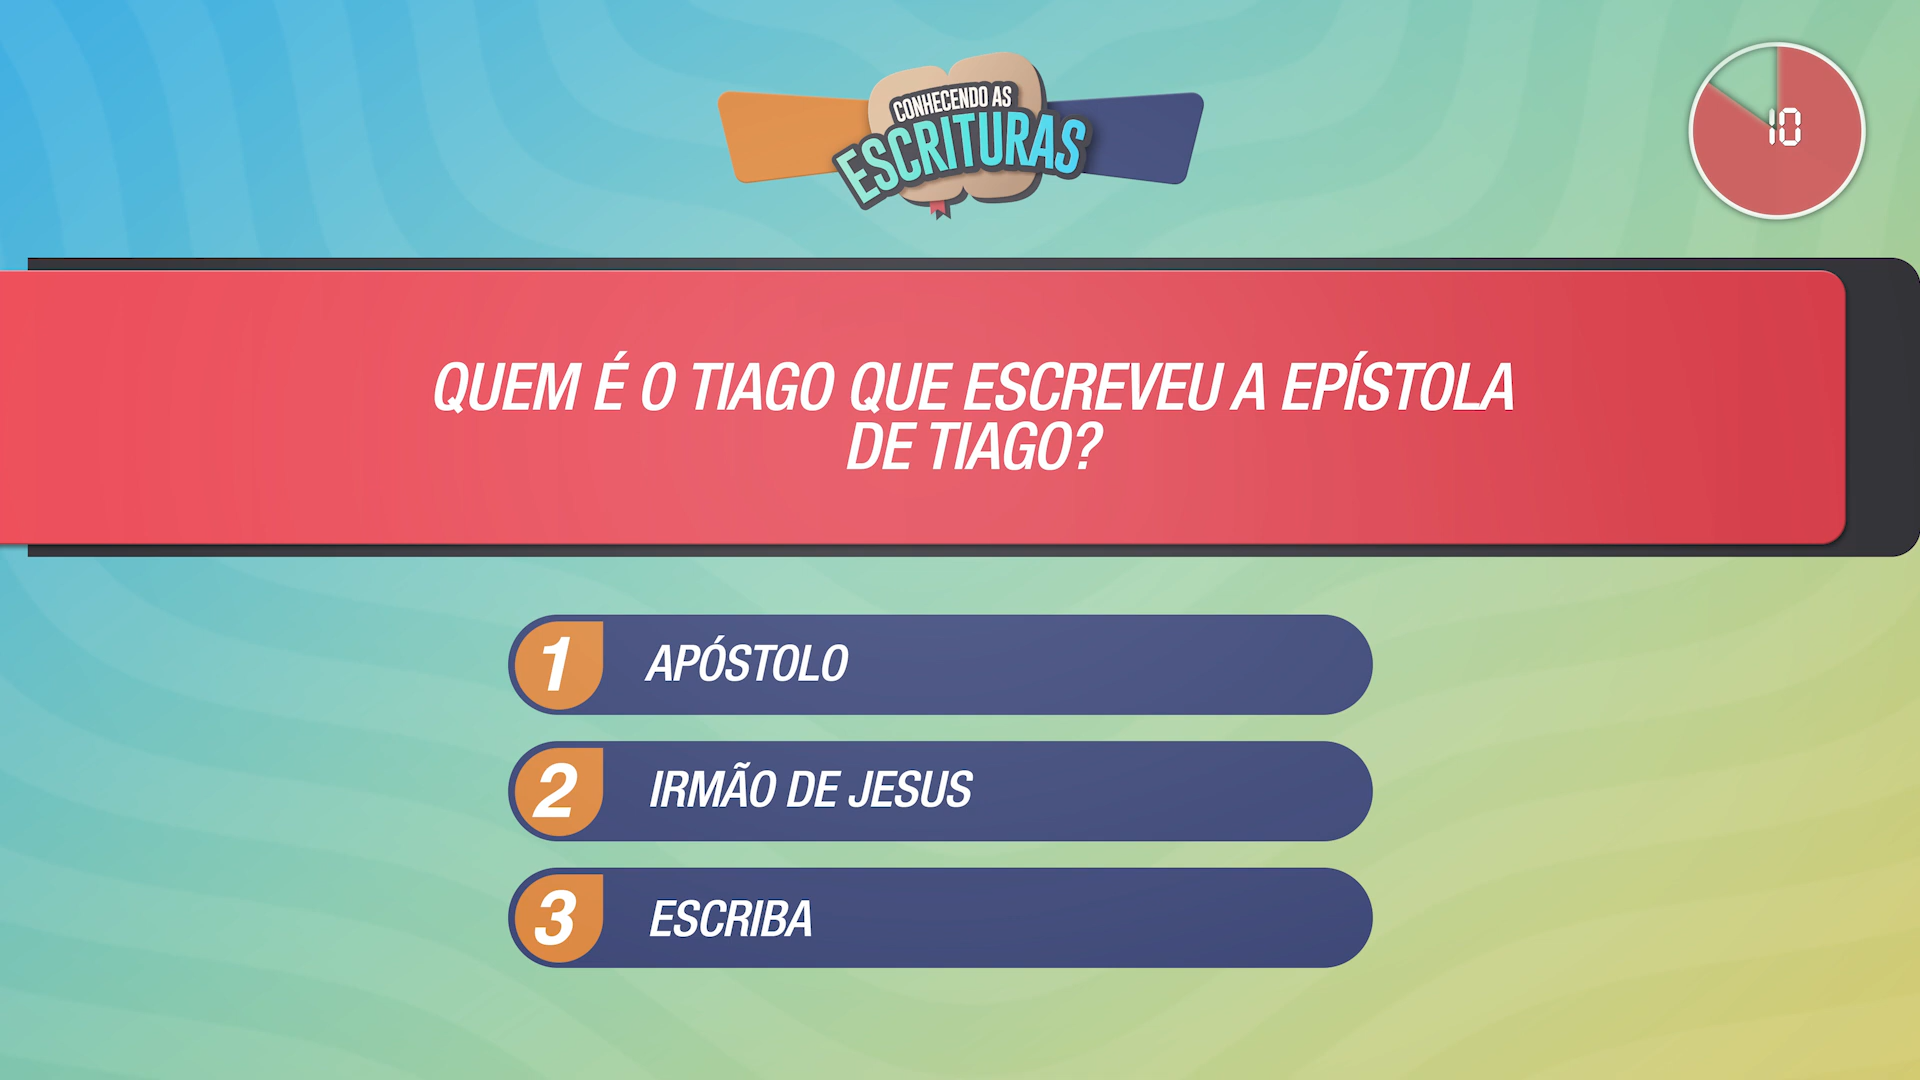 CONHECENDO AS
ESCRITURAS
10
QUEM É O TIAGO QUE ESCREVEU A EPÍSTOLA
DE TIAGO?
1 APÓSTOLO
2 IRMÃO DE JESUS
3 ESCRIBA